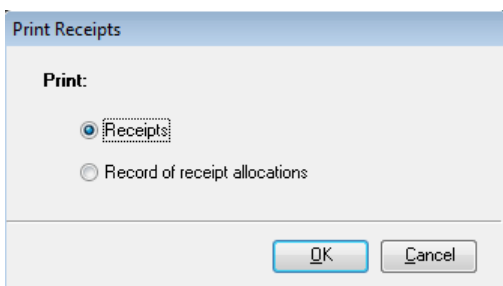 Print Receipts
Print:
Receipts
Record of receipt allocations
OK Cancel